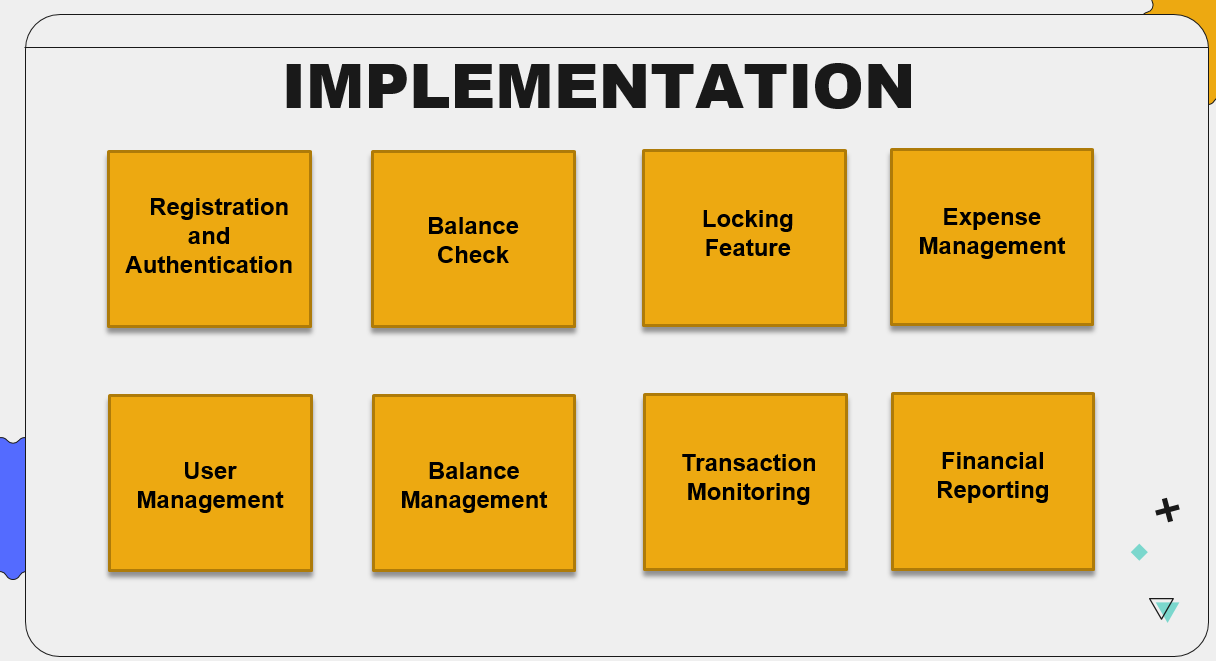 IMPLEMENTATION
Registration
and
Authentication
Balance
Check
Locking
Feature
Expense
Management
User
Management
Balance
Management
Transaction
Monitoring
Financial
Reporting